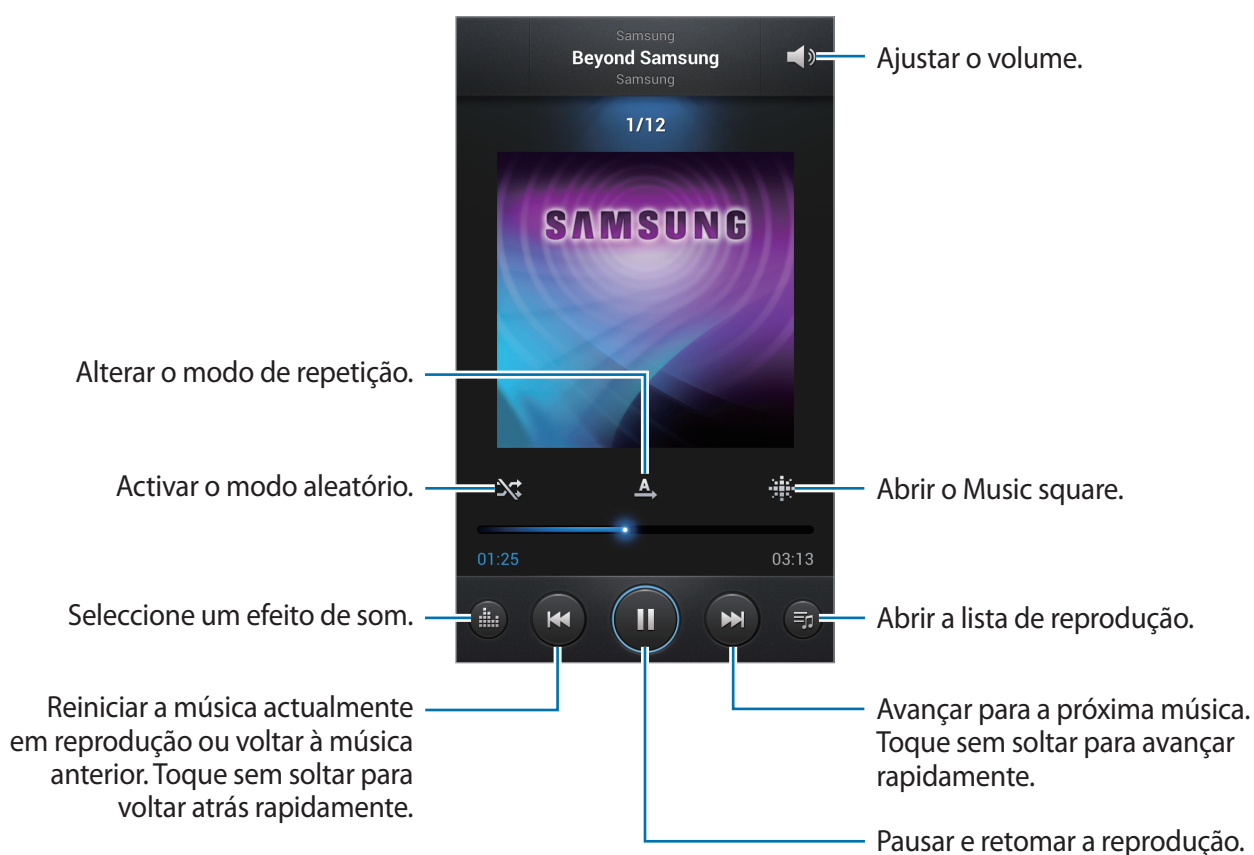 Samsung
Beyond Samsung
Samsung
Ajustar o volume.
1/12
SAMSUNG
Alterar o modo de repetição.
Activar o modo aleatório.
A
Abrir o Music square.
01:25
03:13
Seleccione um efeito de som.
Abrir a lista de reprodução.
Reiniciar a música actualmente
em reprodução ou voltar à música
anterior. Toque sem soltar para
voltar atrás rapidamente.
Avançar para a próxima música.
Toque sem soltar para avançar
rapidamente.
Pausar e retomar a reprodução.